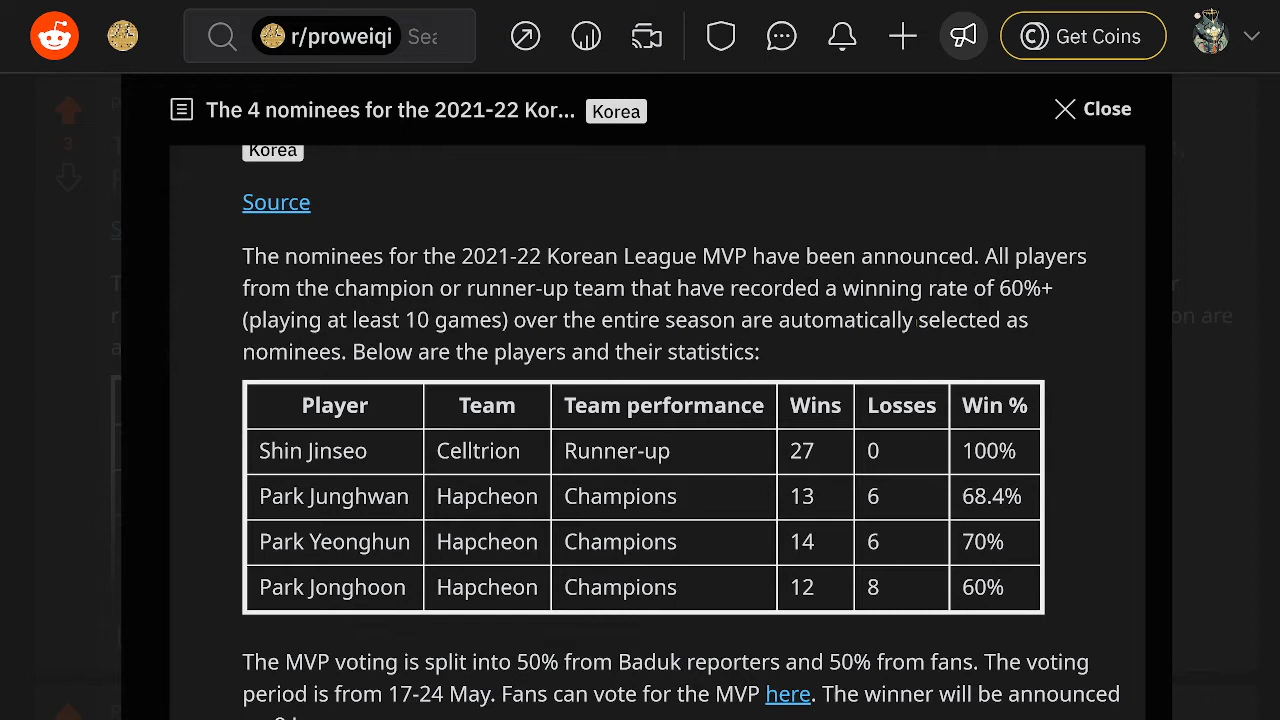 r/proweiqi Sea
Get Coins
The 4 nominees for the 2021-22 Kor... Korea
Close
Korea
Source
The nominees for the 2021-22 Korean League MVP have been announced. All players
from the champion or runner-up team that have recorded a winning rate of 60%+
(playing at least 10 games) over the entire season are automatically selected as
nominees. Below are the players and their statistics:
Player Team Team performance Wins Losses Win %
Shin Jinseo Celltrion Runner-up 27 0 100%
Park Junghwan Hapcheon Champions 13 6 68.4%
Park Yeonghun Hapcheon Champions 14 6 70%
Park Jonghoon Hapcheon Champions 12 8 60%
The MVP voting is split into 50% from Baduk reporters and 50% from fans. The voting
period is from 17-24 May. Fans can vote for the MVP here. The winner will be announced